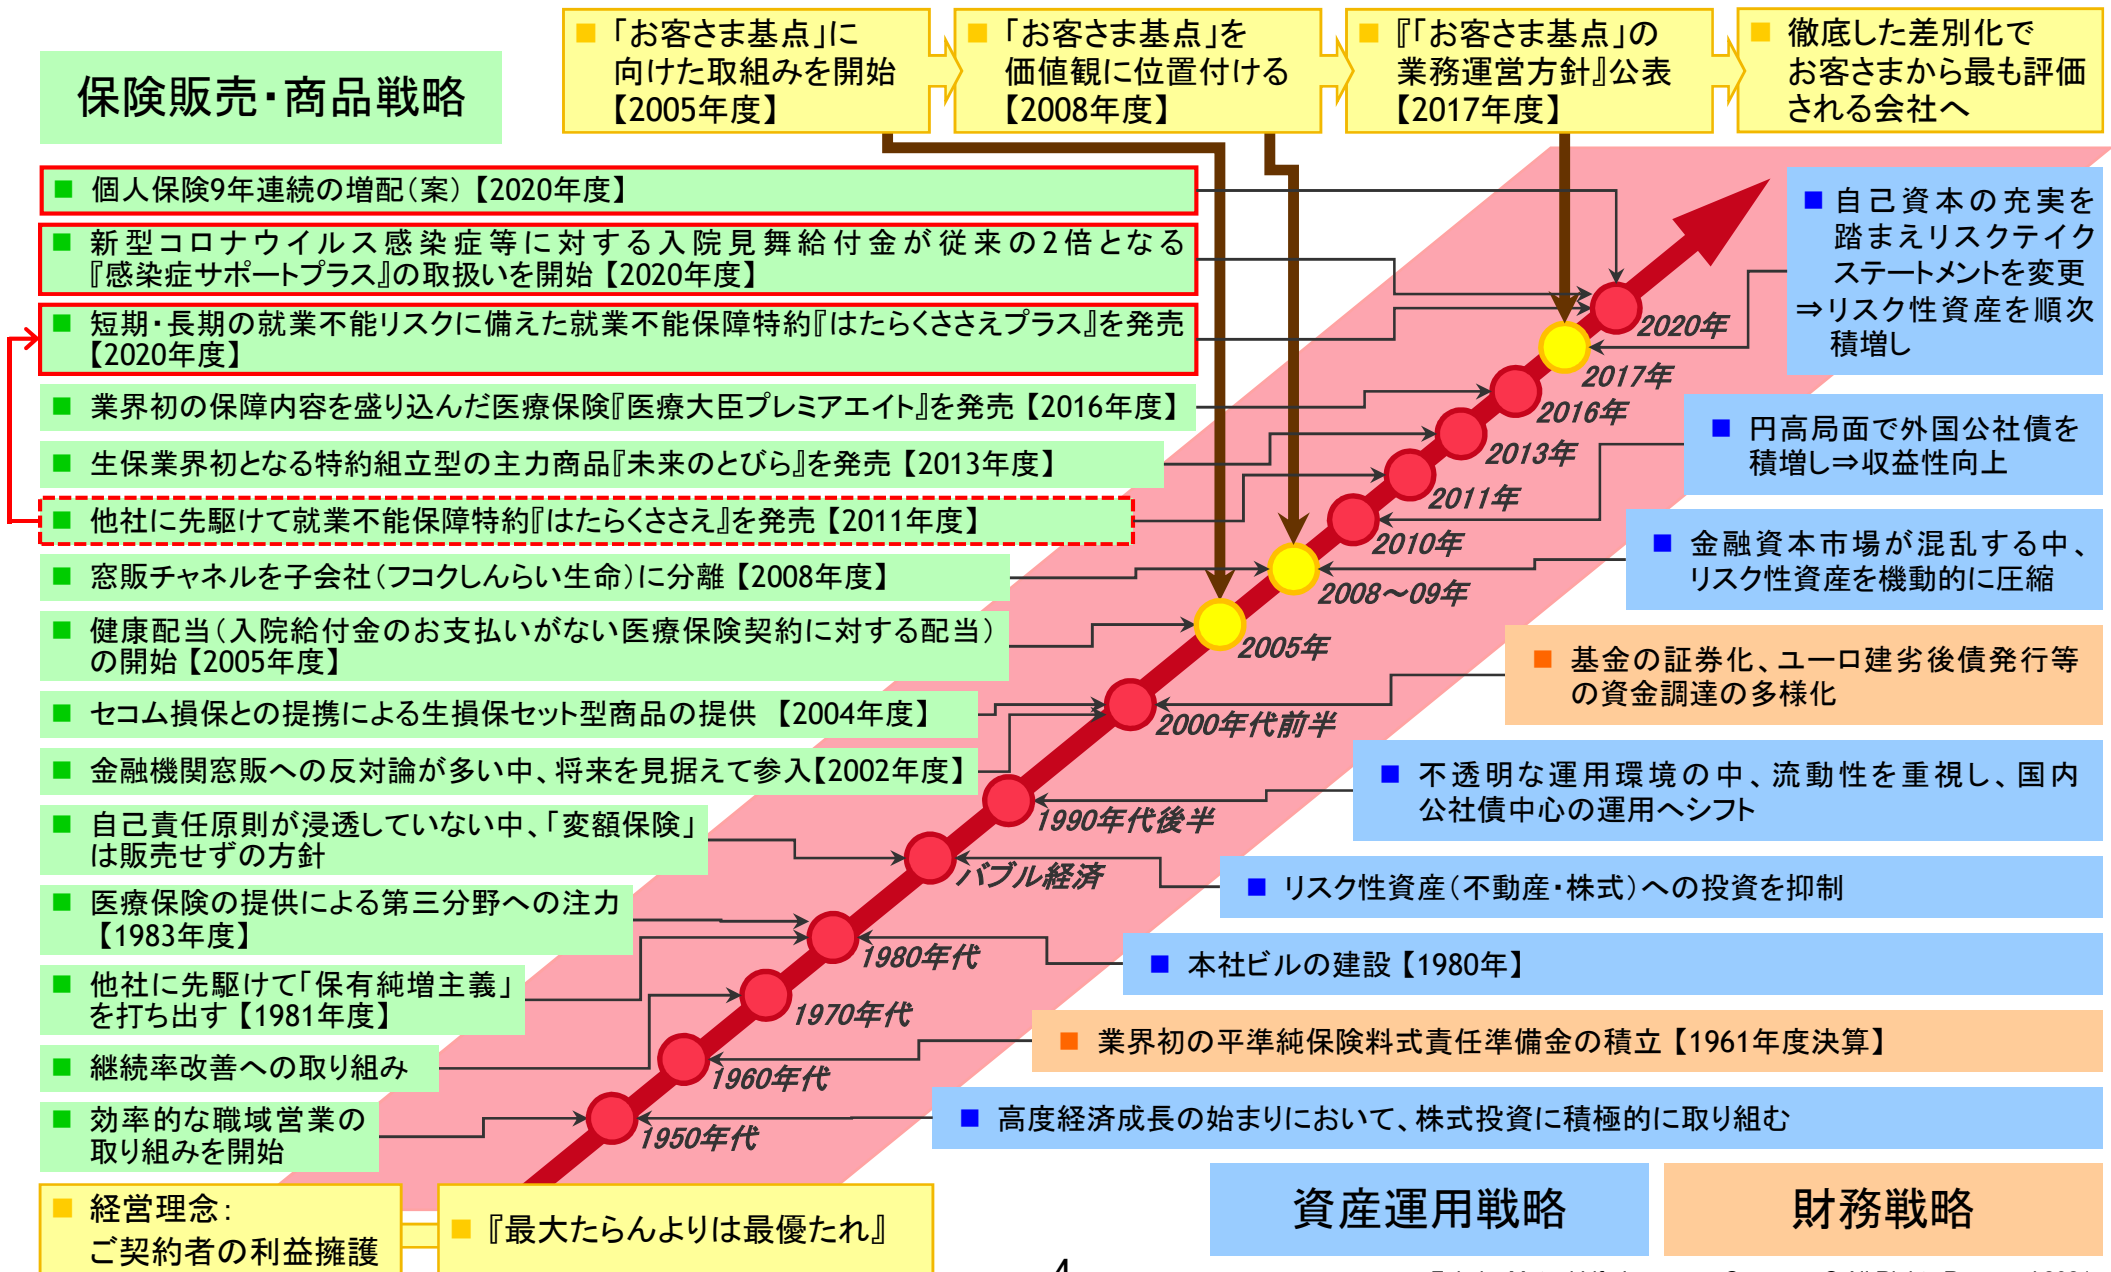 「お客さま基点」に
向けた取組みを開始
【2005年度】
「お客さま基点」を
価値観に位置付ける
【2008年度】
『「お客さま基点」の
業務運営方針』公表
【2017年度】
徹底した差別化で
お客さまから最も評価
される会社へ
保険販売・商品戦略
個人保険9年連続の増配（案）【2020年度】
新型コロナウイルス感染症等に対する入院見舞給付金が従来の2倍となる
『感染症サポートプラス』の取扱いを開始【2020年度】
短期・長期の就業不能リスクに備えた就業不能保障特約『はたらくささえプラス』を発売
【2020年度】
業界初の保障内容を盛り込んだ医療保険『医療大臣プレミアエイト』を発売【2016年度】
生保業界初となる特約組立型の主力商品『未来のとびら』を発売【2013年度】
他社に先駆けて就業不能保障特約『はたらくささえ』を発売【2011年度】
窓販チャネルを子会社（フコクしんらい生命）に分離【2008年度】
健康配当（入院給付金のお支払いがない医療保険契約に対する配当）
の開始【2005年度】
セコム損保との提携による生損保セット型商品の提供 【2004年度】
金融機関窓販への反対論が多い中、将来を見据えて参入【2002年度】
自己責任原則が浸透していない中、「変額保険」
は販売せずの方針
医療保険の提供による第三分野への注力
【1983年度】
他社に先駆けて「保有純増主義」
を打ち出す【1981年度】
継続率改善への取り組み
効率的な職域営業の
取り組みを開始
2020年
2017年
2016年
2013年
2011年
2010年
2008～09年
2005年
2000年代前半
1990年代後半
バブル経済
1980年代
1970年代
1960年代
1950年代
自己資本の充実を
踏まえリスクテイク
ステートメントを変更
⇒リスク性資産を順次
積増し
円高局面で外国公社債を
積増し⇒収益性向上
金融資本市場が混乱する中、
リスク性資産を機動的に圧縮
基金の証券化、ユーロ建劣後債発行等
の資金調達の多様化
不透明な運用環境の中、流動性を重視し、国内
公社債中心の運用へシフト
リスク性資産（不動産・株式）への投資を抑制
本社ビルの建設【1980年】
業界初の平準純保険料式責任準備金の積立【1961年度決算】
高度経済成長の始まりにおいて、株式投資に積極的に取り組む
資産運用戦略
財務戦略
経営理念：
ご契約者の利益擁護
『最大たらんよりは最優たれ』
4